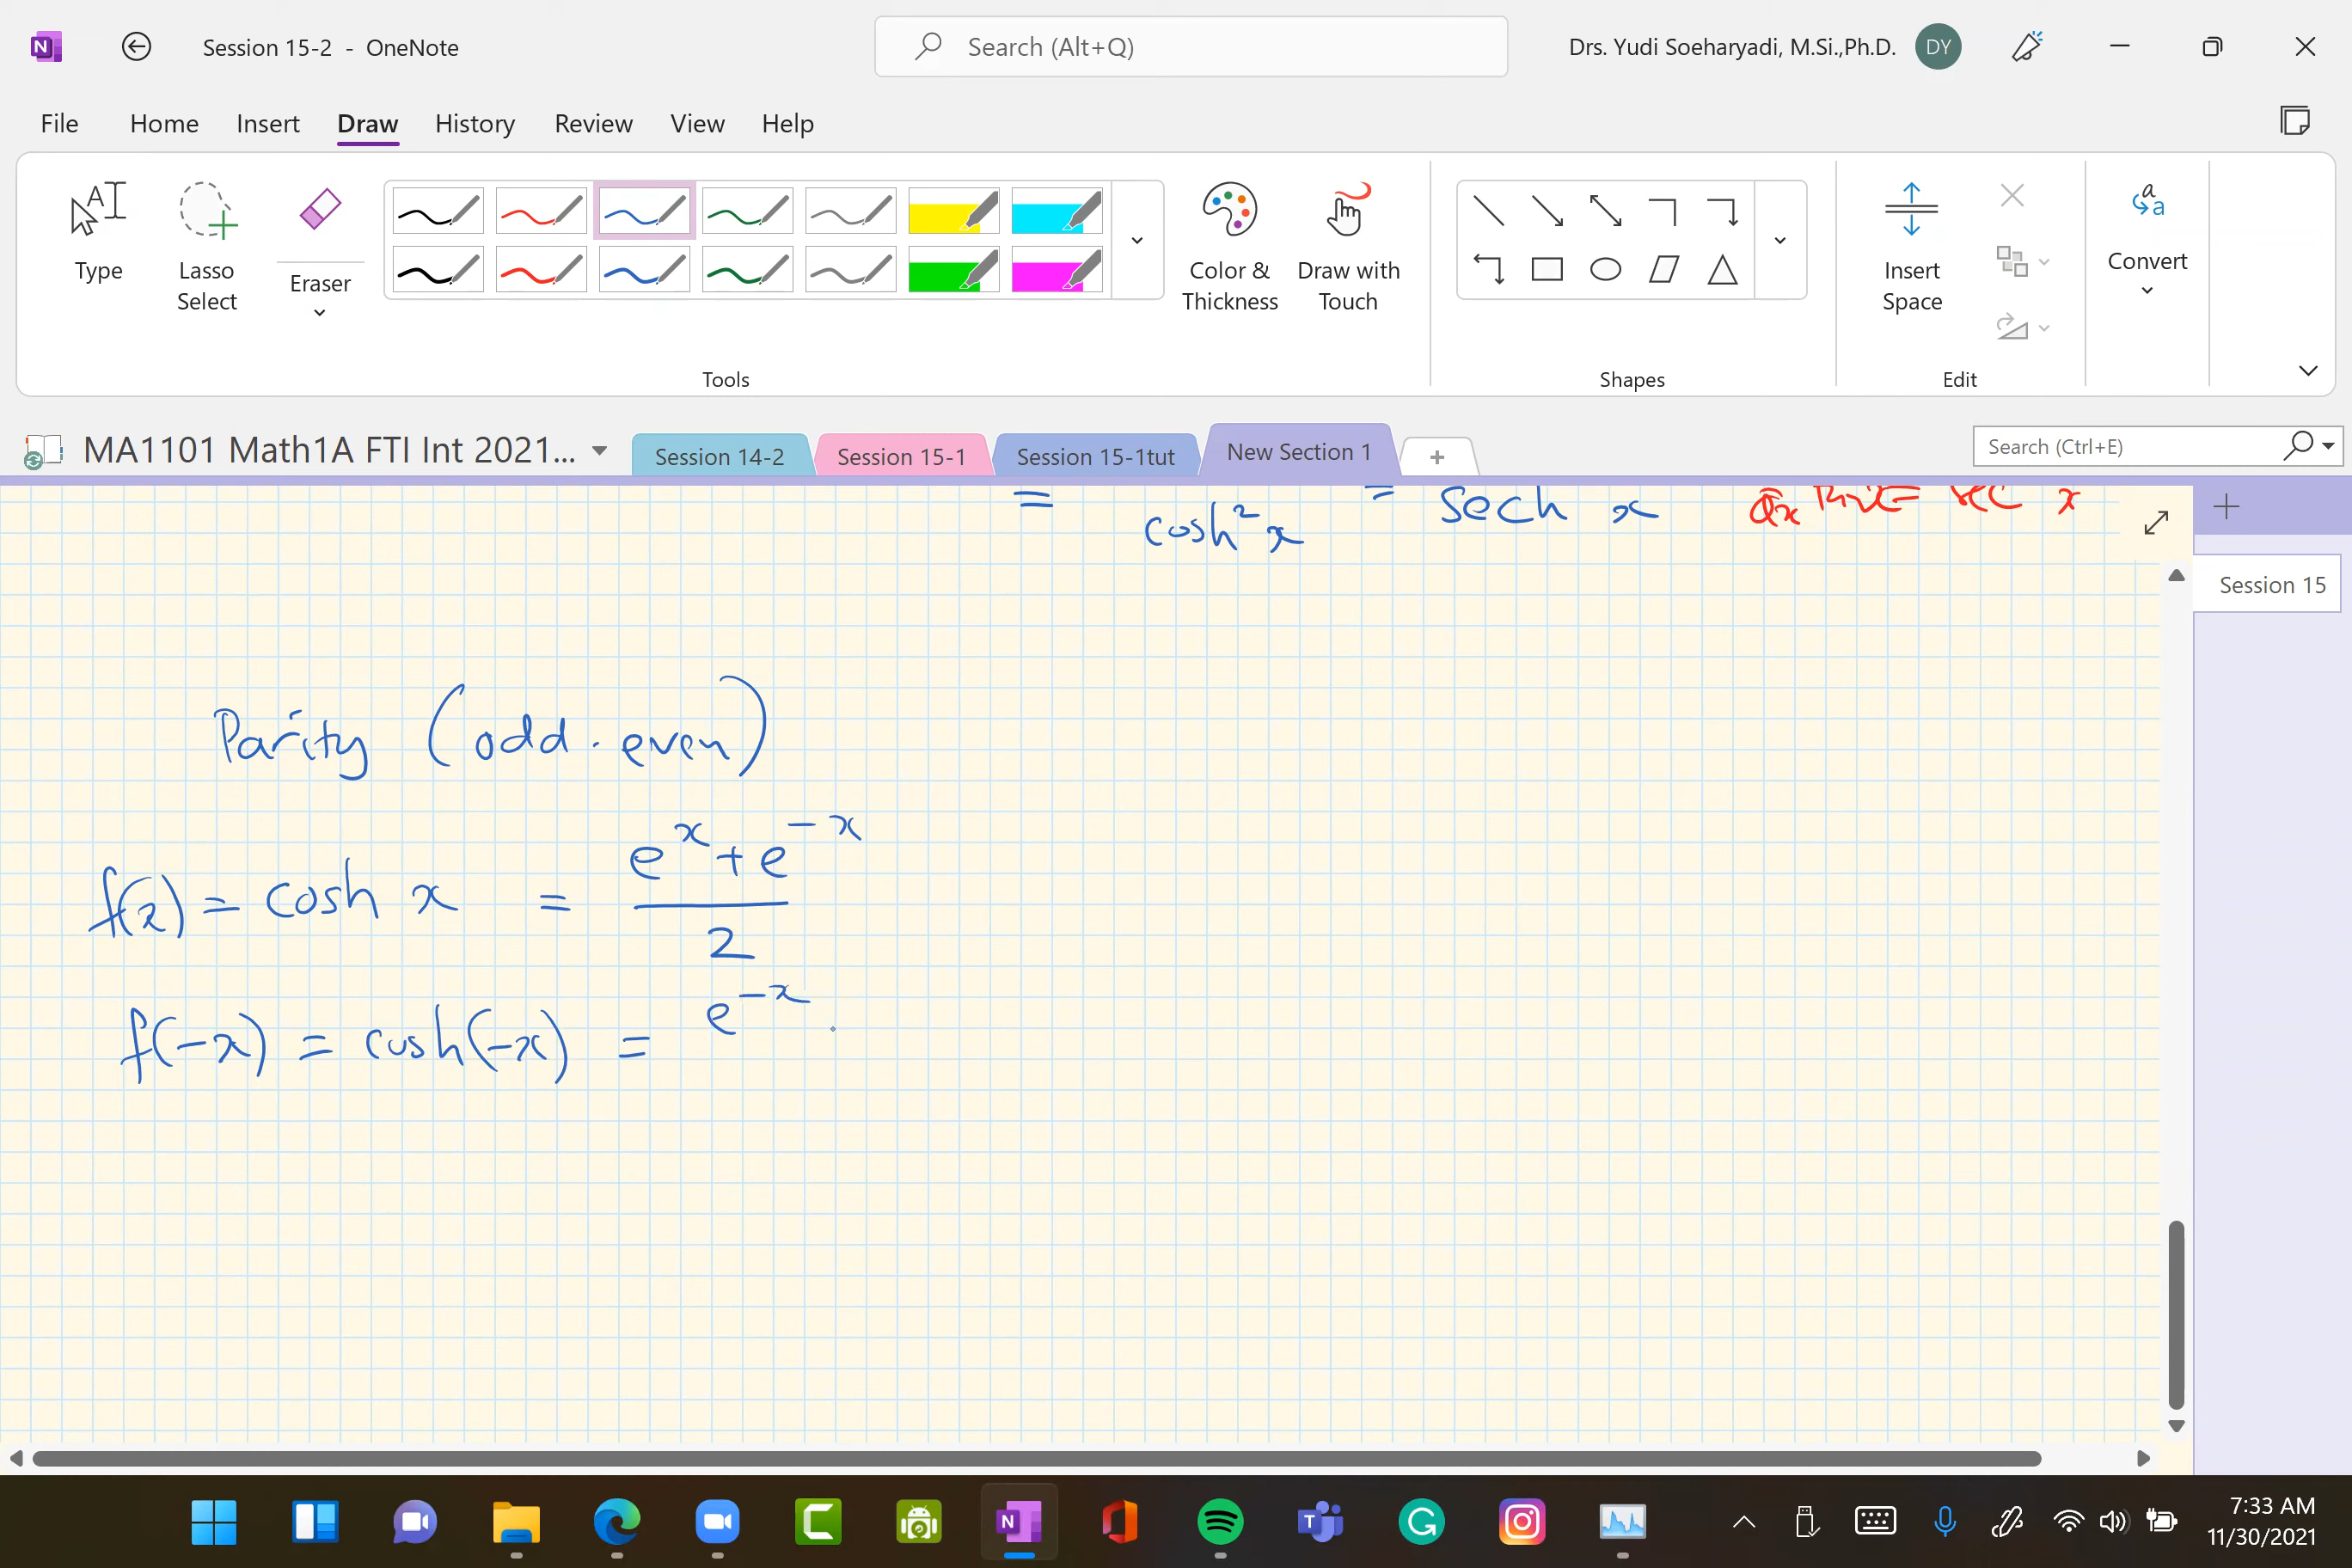 Session 15-2 - OneNote
Search (Alt+Q)
Drs. Yudi Soeharyadi, M.Si.,Ph.D.
DY
File Home Insert Draw History Review View Help
Type
Lasso Select
Eraser
Color & Thickness
Draw with Touch
Insert Space
Convert
Tools
Shapes
Edit
MA1101 Math1A FTI Int 2021...
Session 14-2
Session 15-1
Session 15-1tut
New Section 1
Search (Ctrl+E)
Session 15
= cosh² x = sech x
Parity (odd - even)
f(x) = cosh x = (e^x + e^-x) / 2
f(-x) = cosh(-x) = e^-x
7:33 AM
11/30/2021